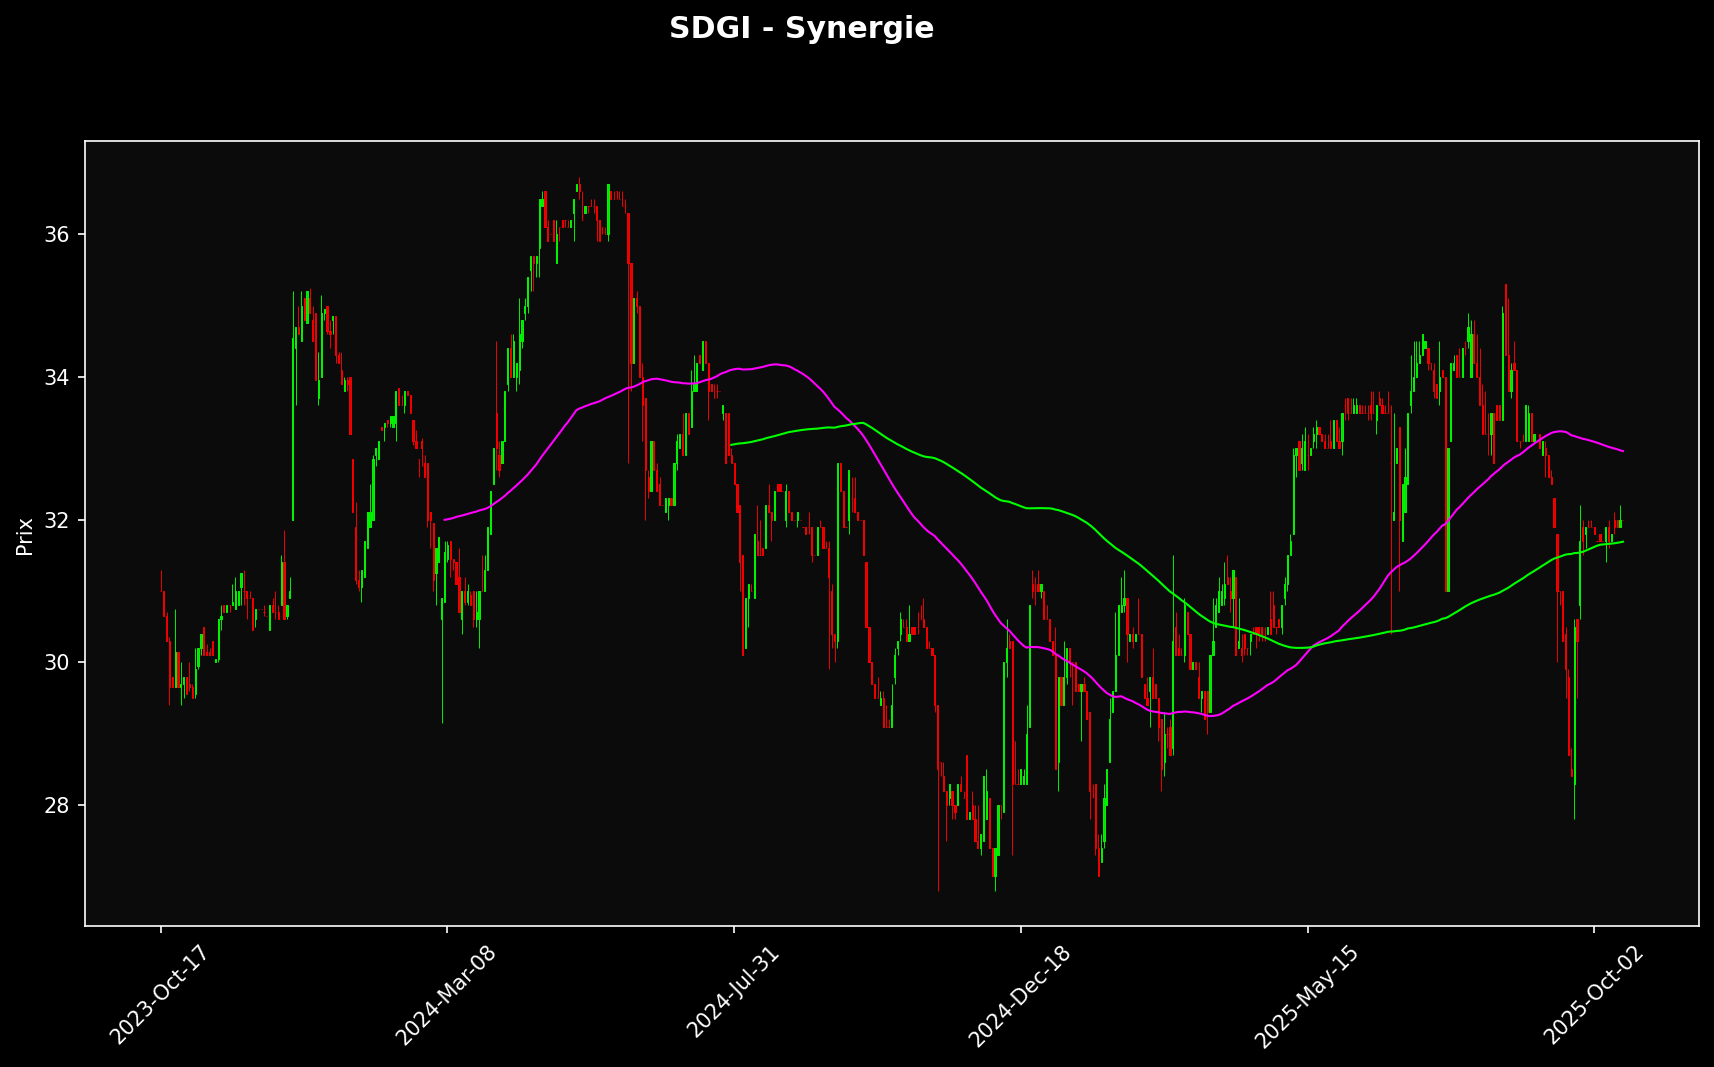 SDGI - Synergie
Prix
36
34
32
30
28
2023-Oct-17
2024-Mar-08
2024-Jul-31
2024-Dec-18
2025-May-15
2025-Oct-02